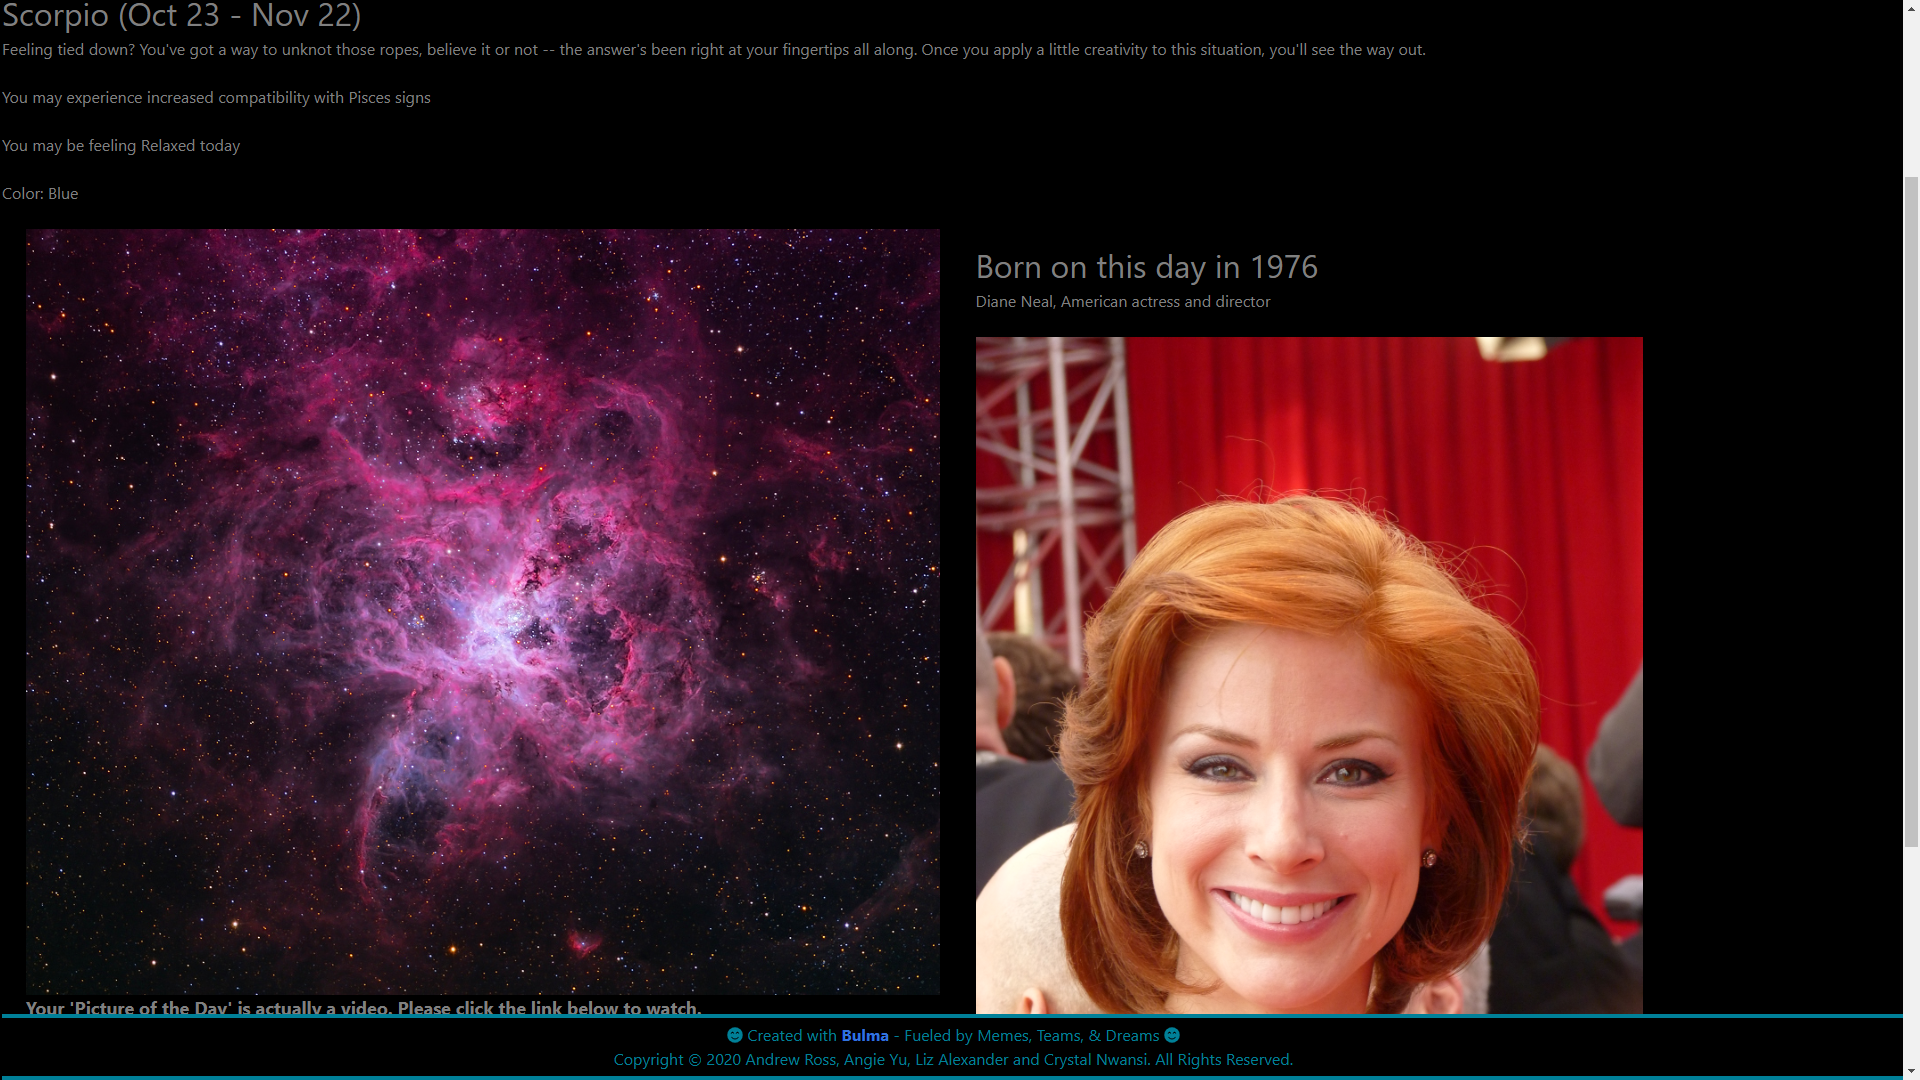 Scorpio (Oct 23 - Nov 22)
Feeling tied down? You've got a way to unknot those ropes, believe it or not -- the answer's been right at your fingertips all along. Once you apply a little creativity to this situation, you'll see the way out.
You may experience increased compatibility with Pisces signs
You may be feeling Relaxed today
Color: Blue
Born on this day in 1976
Diane Neal, American actress and director
Your 'Picture of the Day' is actually a video. Please click the link below to watch.
Created with Bulma - Fueled by Memes, Teams, & Dreams
Copyright © 2020 Andrew Ross, Angie Yu, Liz Alexander and Crystal Nwansi. All Rights Reserved.